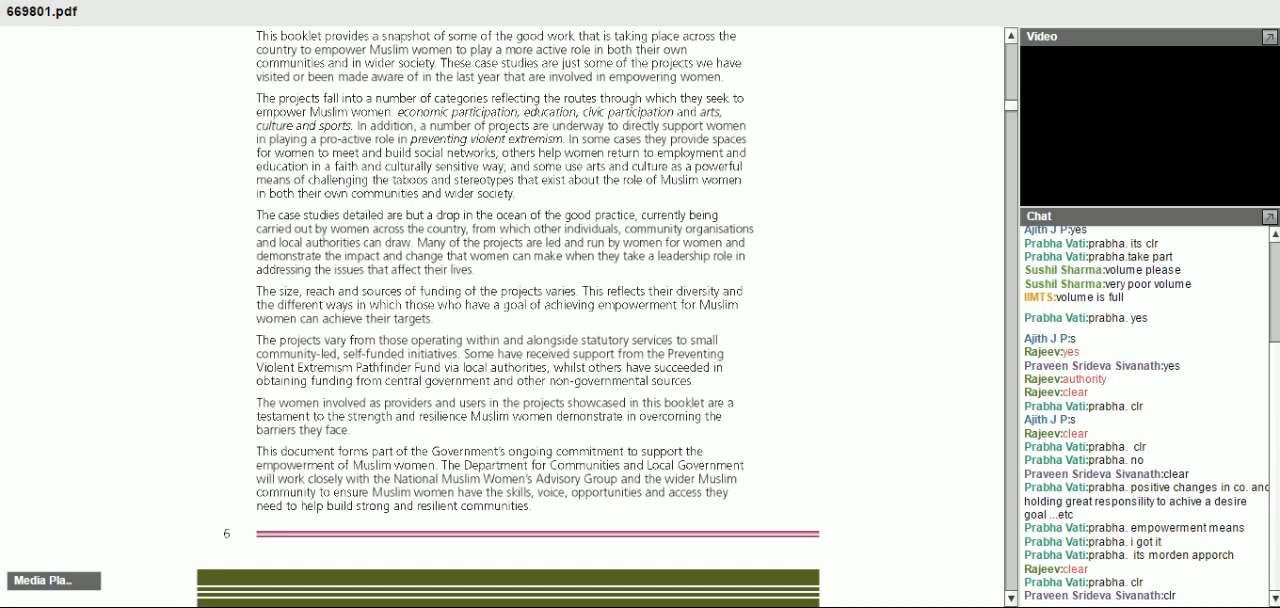 669801.pdf
This booklet provides a snapshot of some of the good work that is taking place across the
country to empower Muslim women to play a more active role in both their own
communities and in wider society. These case studies are just some of the projects we have
visited or been made aware of in the last year that are involved in empowering women.
The projects fall into a number of categories reflecting the routes through which they seek to
empower Muslim women: economic participation, education, civic participation and arts,
culture and sports. In addition, a number of projects are underway to directly support women
in playing a pro-active role in preventing violent extremism. In some cases they provide spaces
for women to meet and build social networks; others help women return to employment and
education in a faith and culturally sensitive way; and some use arts and culture as a powerful
means of challenging the taboos and stereotypes that exist about the role of Muslim women
in both their own communities and wider society.
The case studies detailed are but a drop in the ocean of the good practice, currently being
carried out by women across the country, from which other individuals, community organisations
and local authorities can draw. Many of the projects are led and run by women for women and
demonstrate the impact and change that women can make when they take a leadership role in
addressing the issues that affect their lives.
The size, reach and sources of funding of the projects varies. This reflects their diversity and
the different ways in which those who have a goal of achieving empowerment for Muslim
women can achieve their targets.
The projects vary from those operating within and alongside statutory services to small
community-led, self-funded initiatives. Some have received support from the Preventing
Violent Extremism Pathfinder Fund via local authorities, whilst others have succeeded in
obtaining funding from central government and other non-governmental sources.
The women involved as providers and users in the projects showcased in this booklet are a
testament to the strength and resilience Muslim women demonstrate in overcoming the
barriers they face.
This document forms part of the Government's ongoing commitment to support the
empowerment of Muslim women. The Department for Communities and Local Government
will work closely with the National Muslim Women's Advisory Group and the wider Muslim
community to ensure Muslim women have the skills, voice, opportunities and access they
need to help build strong and resilient communities.
6
Media Pla..
Video
Chat
Ajith J P:yes
Prabha Vati:prabha. its clr
Prabha Vati:prabha.take part
Sushil Sharma:volume please
Sushil Sharma:very poor volume
IIMTS:volume is full
Prabha Vati:prabha. yes
Ajith J P:s
Rajeev:yes
Praveen Srideva Sivanath:yes
Rajeev:authority
Rajeev:clear
Prabha Vati:prabha. clr
Ajith J P:s
Rajeev:clear
Prabha Vati:prabha. clr
Prabha Vati:prabha. no
Praveen Srideva Sivanath:clear
Prabha Vati:prabha. positive changes in co. and
holding great responsility to achive a desire
goal ...etc
Prabha Vati:prabha. empowerment means
Prabha Vati:prabha. i got it
Prabha Vati:prabha. its morden apporch
Rajeev:clear
Prabha Vati:prabha. clr
Praveen Srideva Sivanath:clr